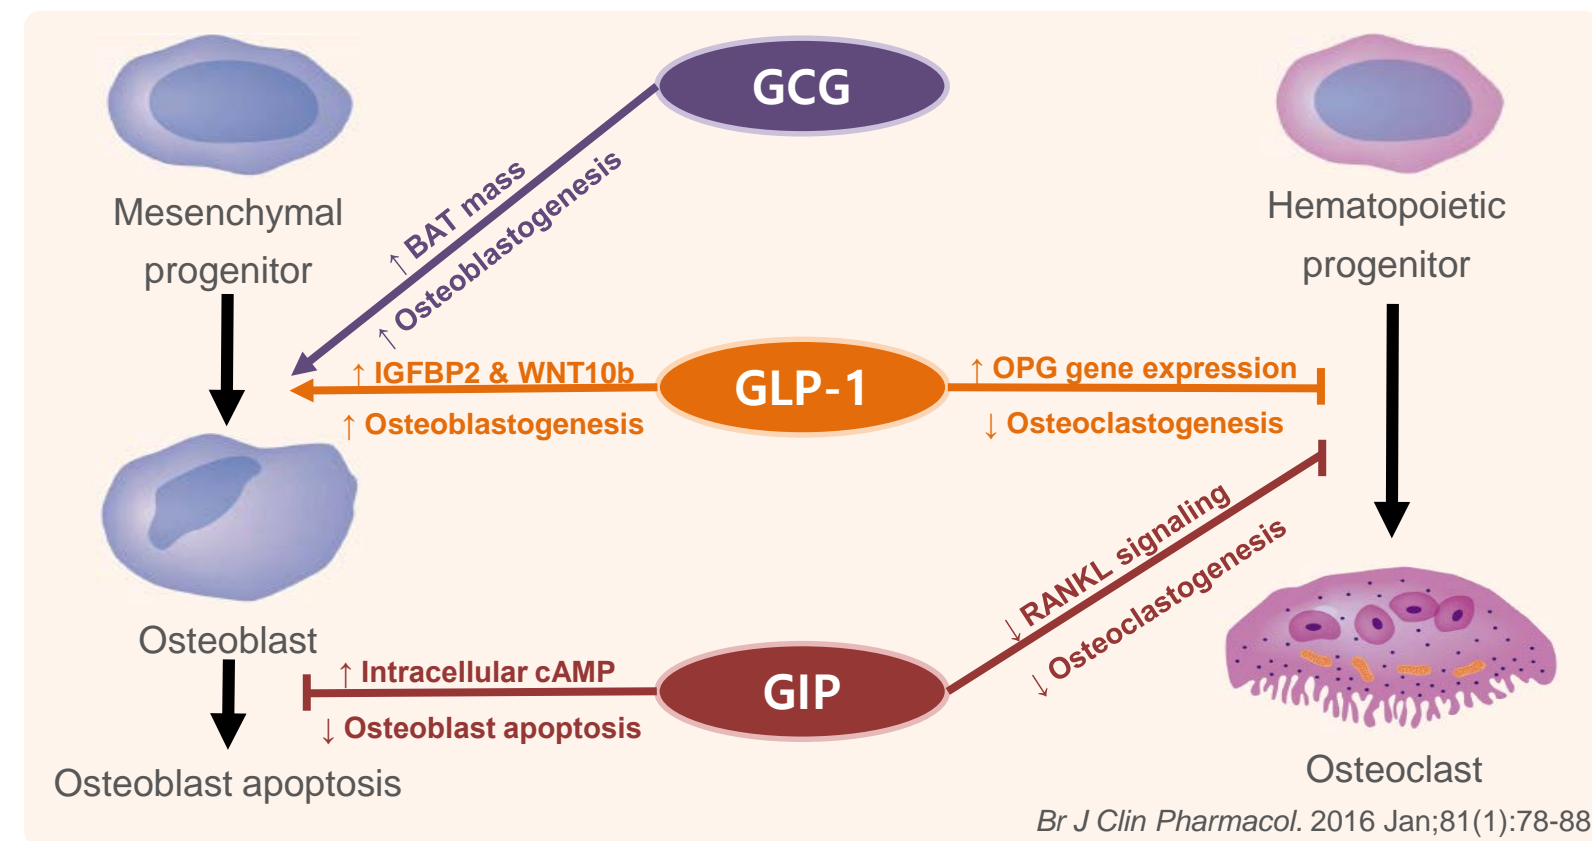 GCG
Mesenchymal
progenitor
Hematopoietic
progenitor
↑ BAT mass
↑ Osteoblastogenesis
↑ IGFBP2 & WNT10b
↑ Osteoblastogenesis
GLP-1
↑ OPG gene expression
↓ Osteoclastogenesis
Osteoblast
↑ Intracellular cAMP
↓ Osteoblast apoptosis
GIP
↓ RANKL signaling
↓ Osteoclastogenesis
Osteoblast apoptosis
Osteoclast
Br J Clin Pharmacol. 2016 Jan;81(1):78-88